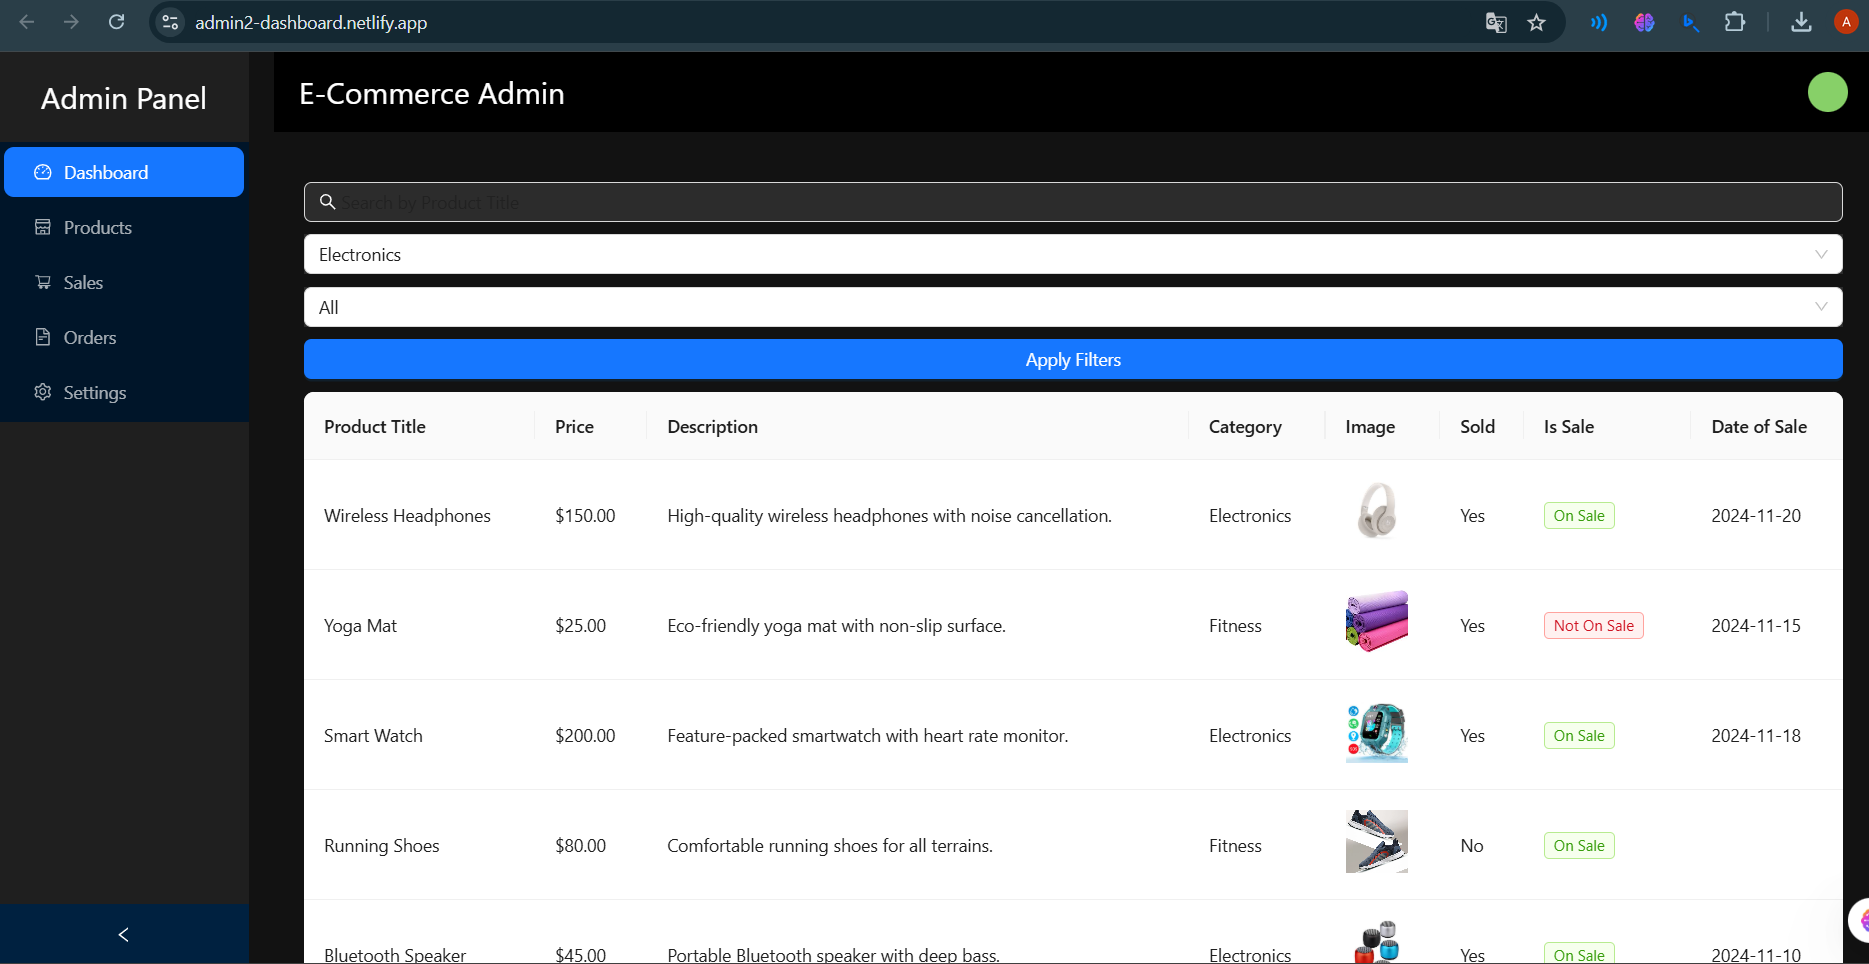 admin2-dashboard.netlify.app
A
Admin Panel
E-Commerce Admin
Dashboard
Products
Sales
Orders
Settings
Search by Product Title
Electronics
All
Apply Filters
Product Title Price Description Category Image Sold Is Sale Date of Sale
Wireless Headphones $150.00 High-quality wireless headphones with noise cancellation. Electronics Yes On Sale 2024-11-20
Yoga Mat $25.00 Eco-friendly yoga mat with non-slip surface. Fitness Yes Not On Sale 2024-11-15
Smart Watch $200.00 Feature-packed smartwatch with heart rate monitor. Electronics Yes On Sale 2024-11-18
Running Shoes $80.00 Comfortable running shoes for all terrains. Fitness No On Sale
Bluetooth Speaker $45.00 Portable Bluetooth speaker with deep bass. Electronics Yes On Sale 2024-11-10